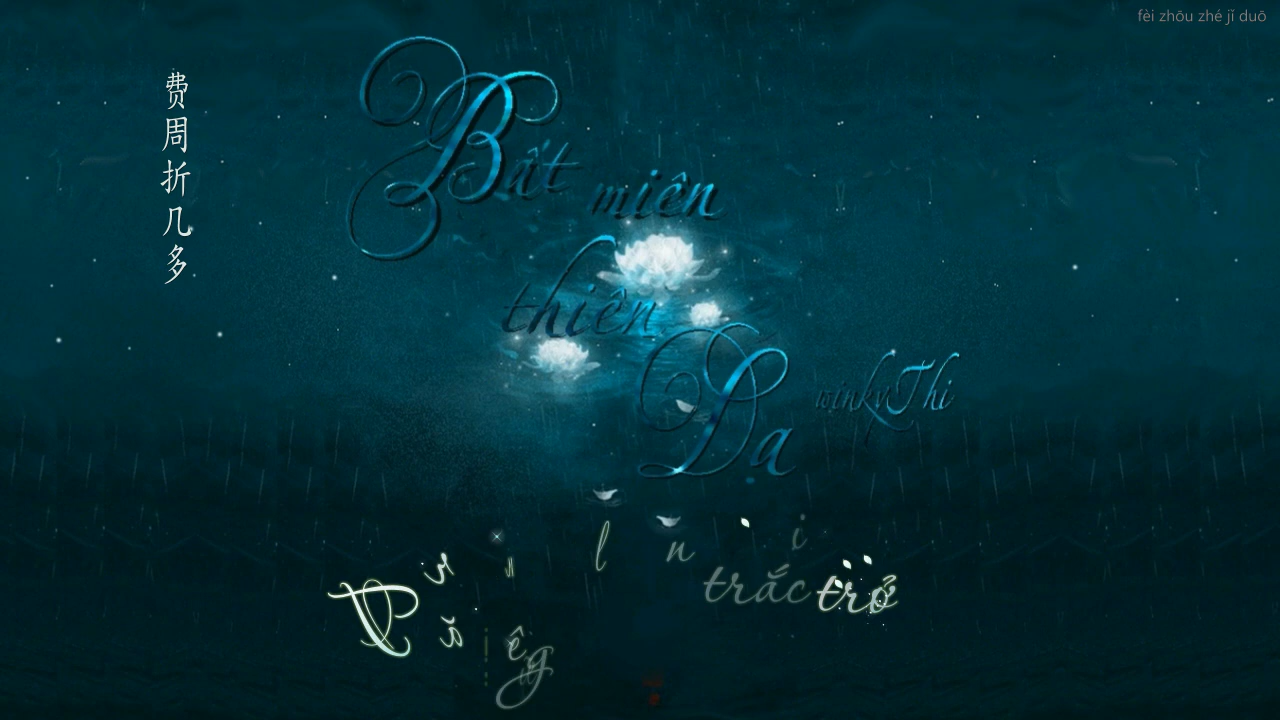 fèi zhōu zhé jǐ duō
费周折几多
Bất miên
thiên
Dạ
winkyThi
trắc trở